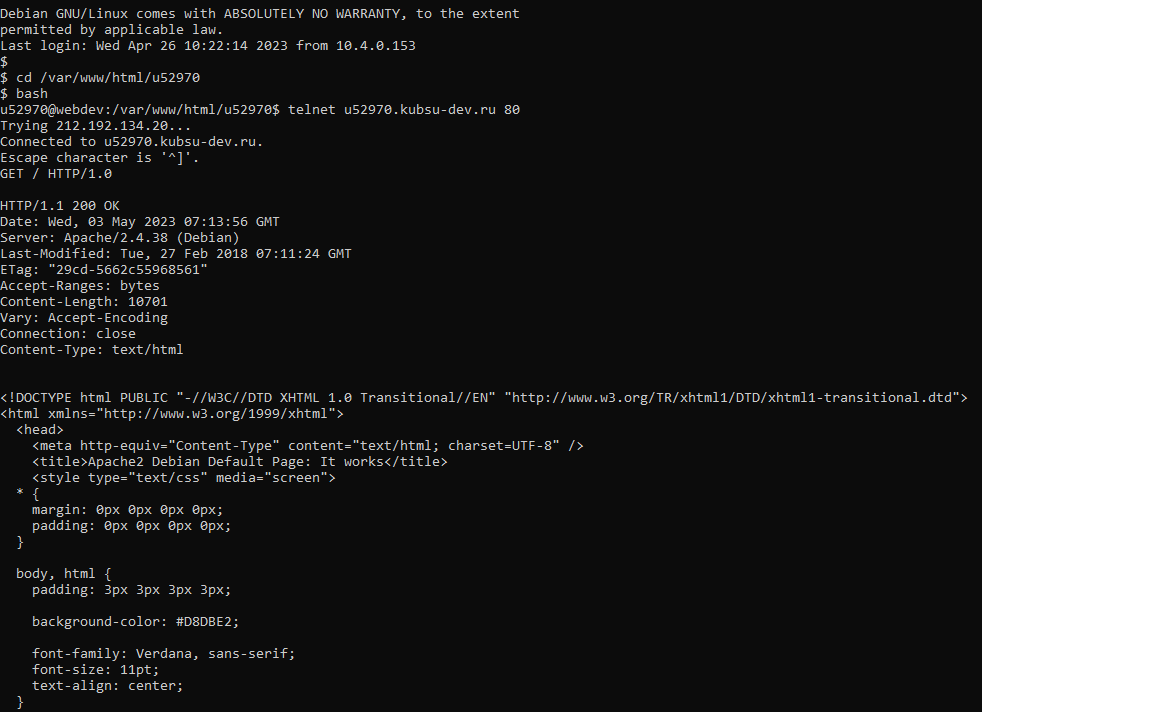 Debian GNU/Linux comes with ABSOLUTELY NO WARRANTY, to the extent
permitted by applicable law.
Last login: Wed Apr 26 10:22:14 2023 from 10.4.0.153
$
$ cd /var/www/html/u52970
$ bash
u52970@webdev:/var/www/html/u52970$ telnet u52970.kubsu-dev.ru 80
Trying 212.192.134.20...
Connected to u52970.kubsu-dev.ru.
Escape character is '^]'.
GET / HTTP/1.0

HTTP/1.1 200 OK
Date: Wed, 03 May 2023 07:13:56 GMT
Server: Apache/2.4.38 (Debian)
Last-Modified: Tue, 27 Feb 2018 07:11:24 GMT
ETag: "29cd-5662c55968561"
Accept-Ranges: bytes
Content-Length: 10701
Vary: Accept-Encoding
Connection: close
Content-Type: text/html


<!DOCTYPE html PUBLIC "-//W3C//DTD XHTML 1.0 Transitional//EN" "http://www.w3.org/TR/xhtml1/DTD/xhtml1-transitional.dtd">
<html xmlns="http://www.w3.org/1999/xhtml">
  <head>
    <meta http-equiv="Content-Type" content="text/html; charset=UTF-8" />
    <title>Apache2 Debian Default Page: It works</title>
    <style type="text/css" media="screen">
  * {
    margin: 0px 0px 0px 0px;
    padding: 0px 0px 0px 0px;
  }

  body, html {
    padding: 3px 3px 3px 3px;

    background-color: #D8DBE2;

    font-family: Verdana, sans-serif;
    font-size: 11pt;
    text-align: center;
  }